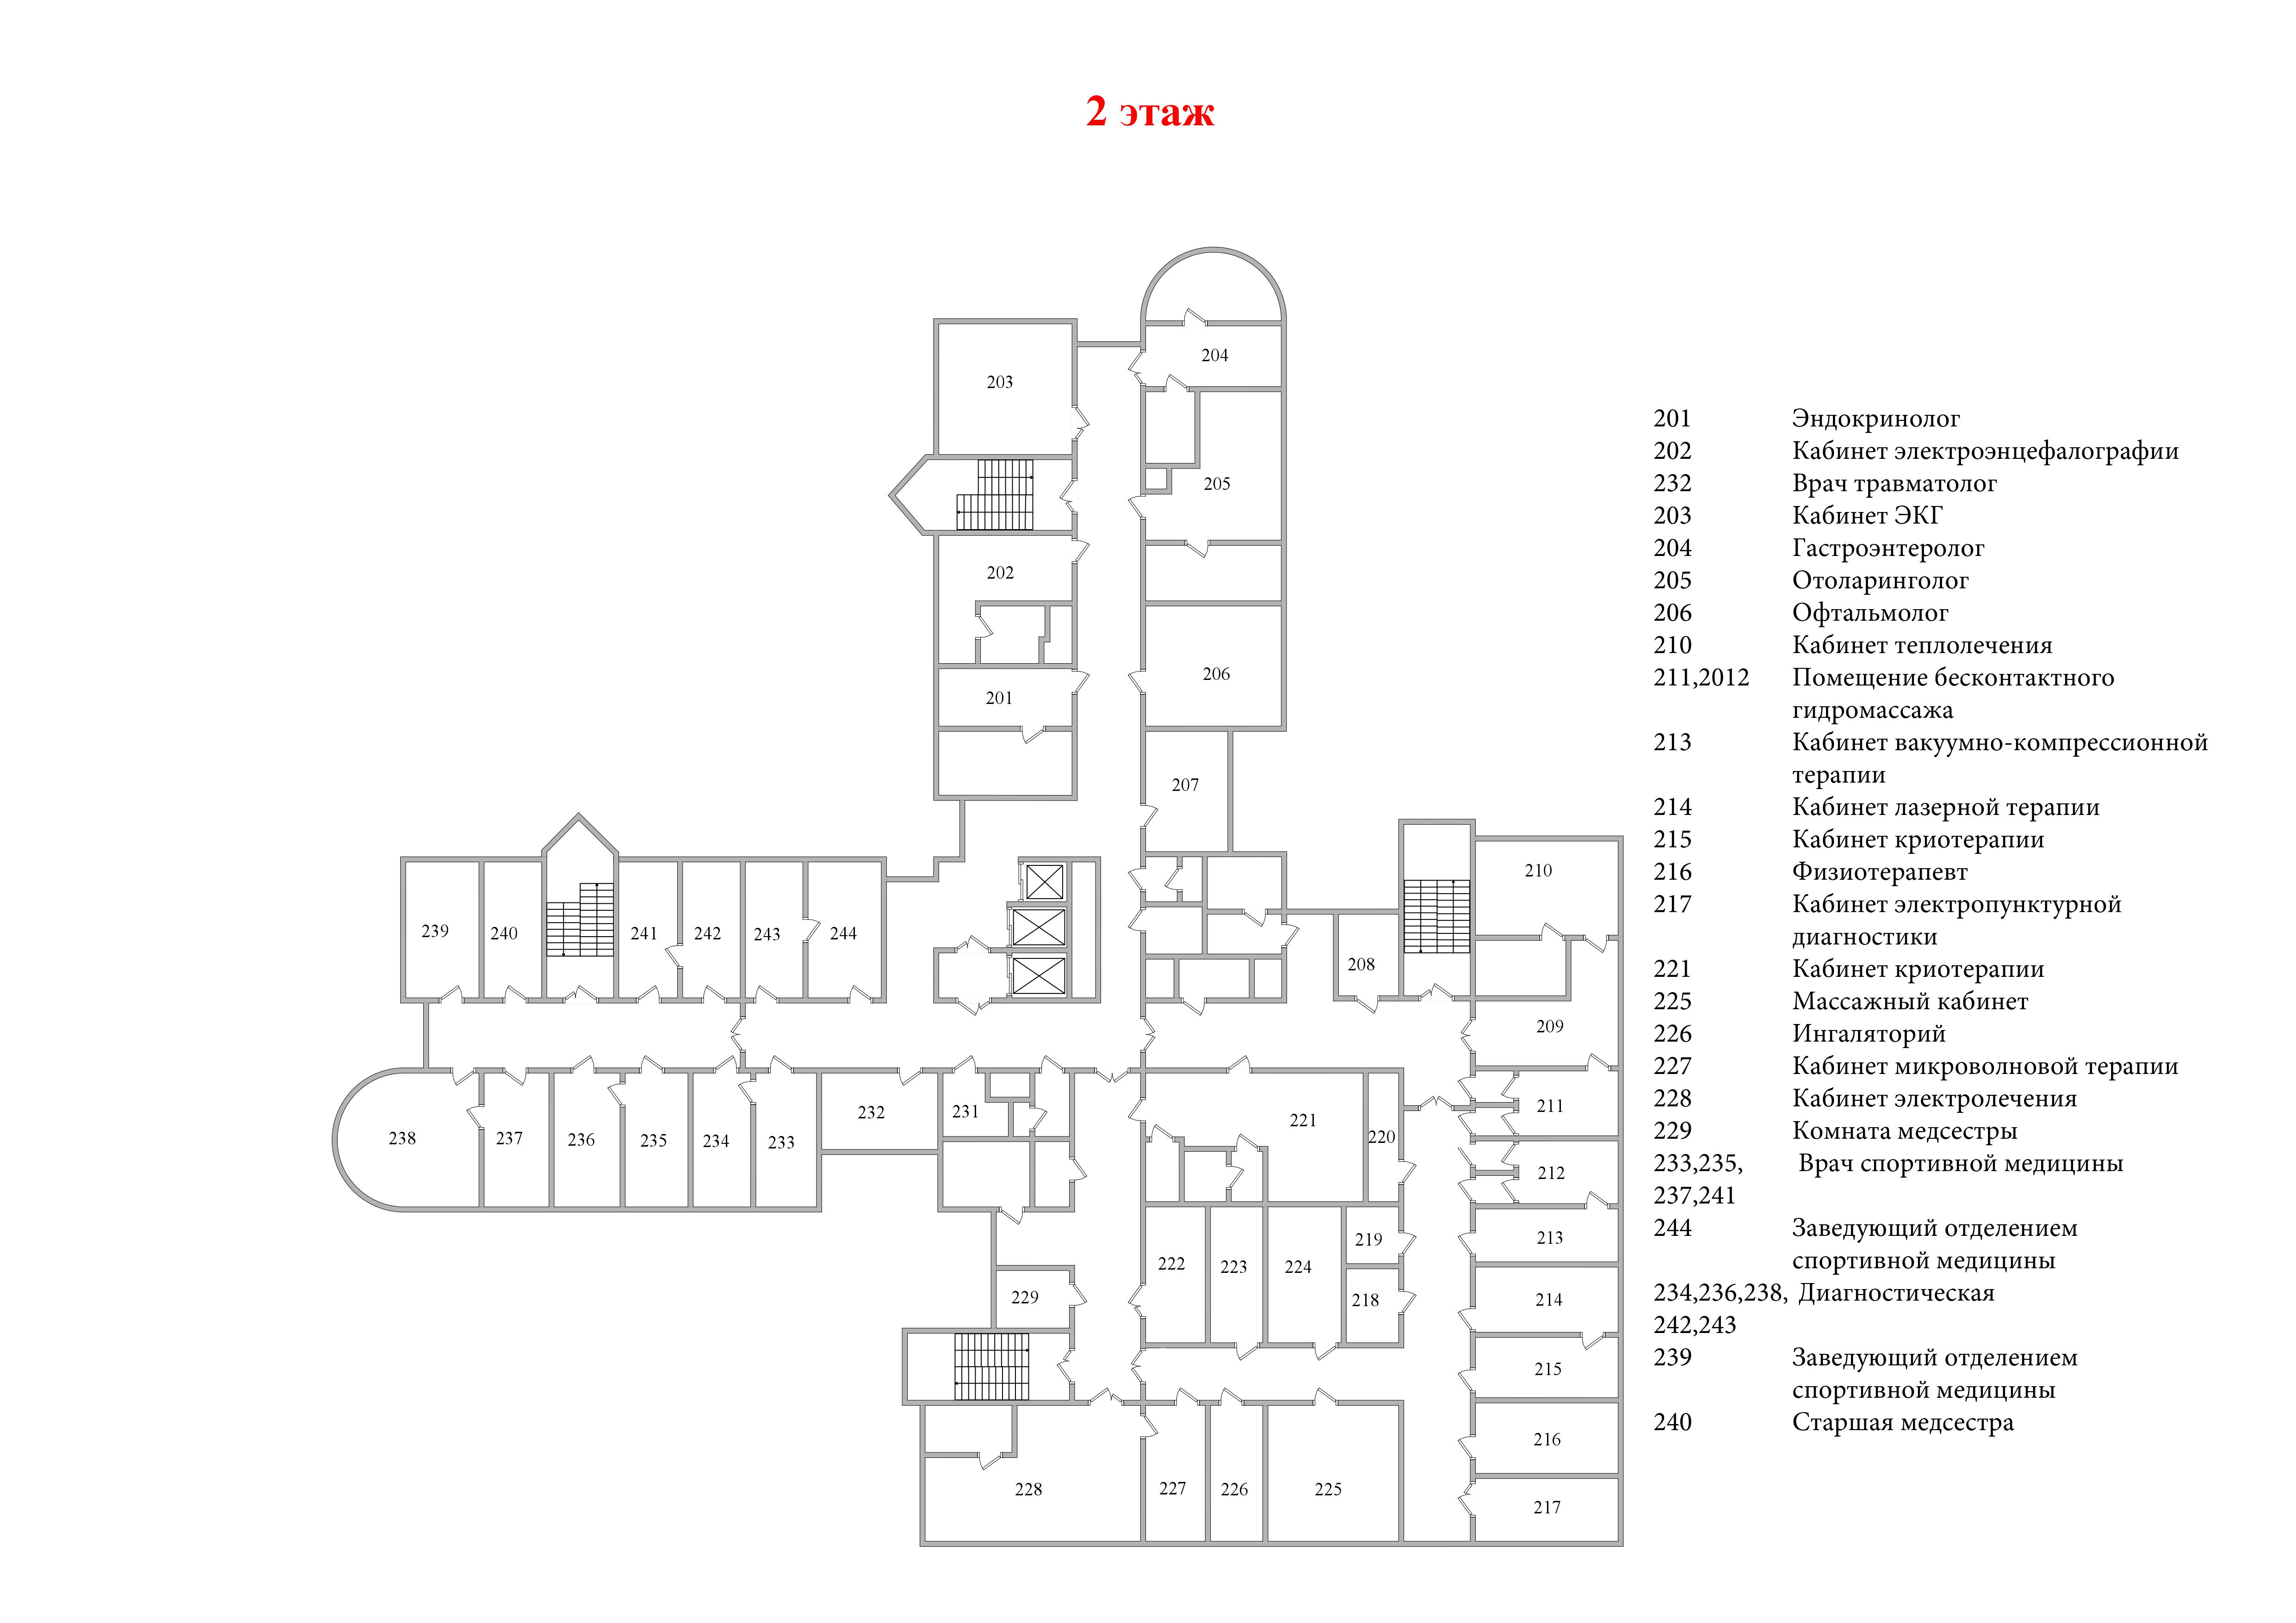 2 этаж
203
204
205
202
206
201
207
210
239
240
241
242
243
244
208
209
238
237
236
235
234
233
232
231
221
220
211
212
213
222
223
224
219
218
229
214
215
216
228
227
226
225
217
201 Эндокринолог
202 Кабинет электроэнцефалографии
232 Врач травматолог
203 Кабинет ЭКГ
204 Гастроэнтеролог
205 Отоларинголог
206 Офтальмолог
210 Кабинет теплолечения
211,2012 Помещение бесконтактного
гидромассажа
213 Кабинет вакуумно-компрессионной
терапии
214 Кабинет лазерной терапии
215 Кабинет криотерапии
216 Физиотерапевт
217 Кабинет электропунктурной
диагностики
221 Кабинет криотерапии
225 Массажный кабинет
226 Ингаляторий
227 Кабинет микроволновой терапии
228 Кабинет электролечения
229 Комната медсестры
233,235, Врач спортивной медицины
237,241
244 Заведующий отделением
спортивной медицины
234,236,238, Диагностическая
242,243
239 Заведующий отделением
спортивной медицины
240 Старшая медсестра